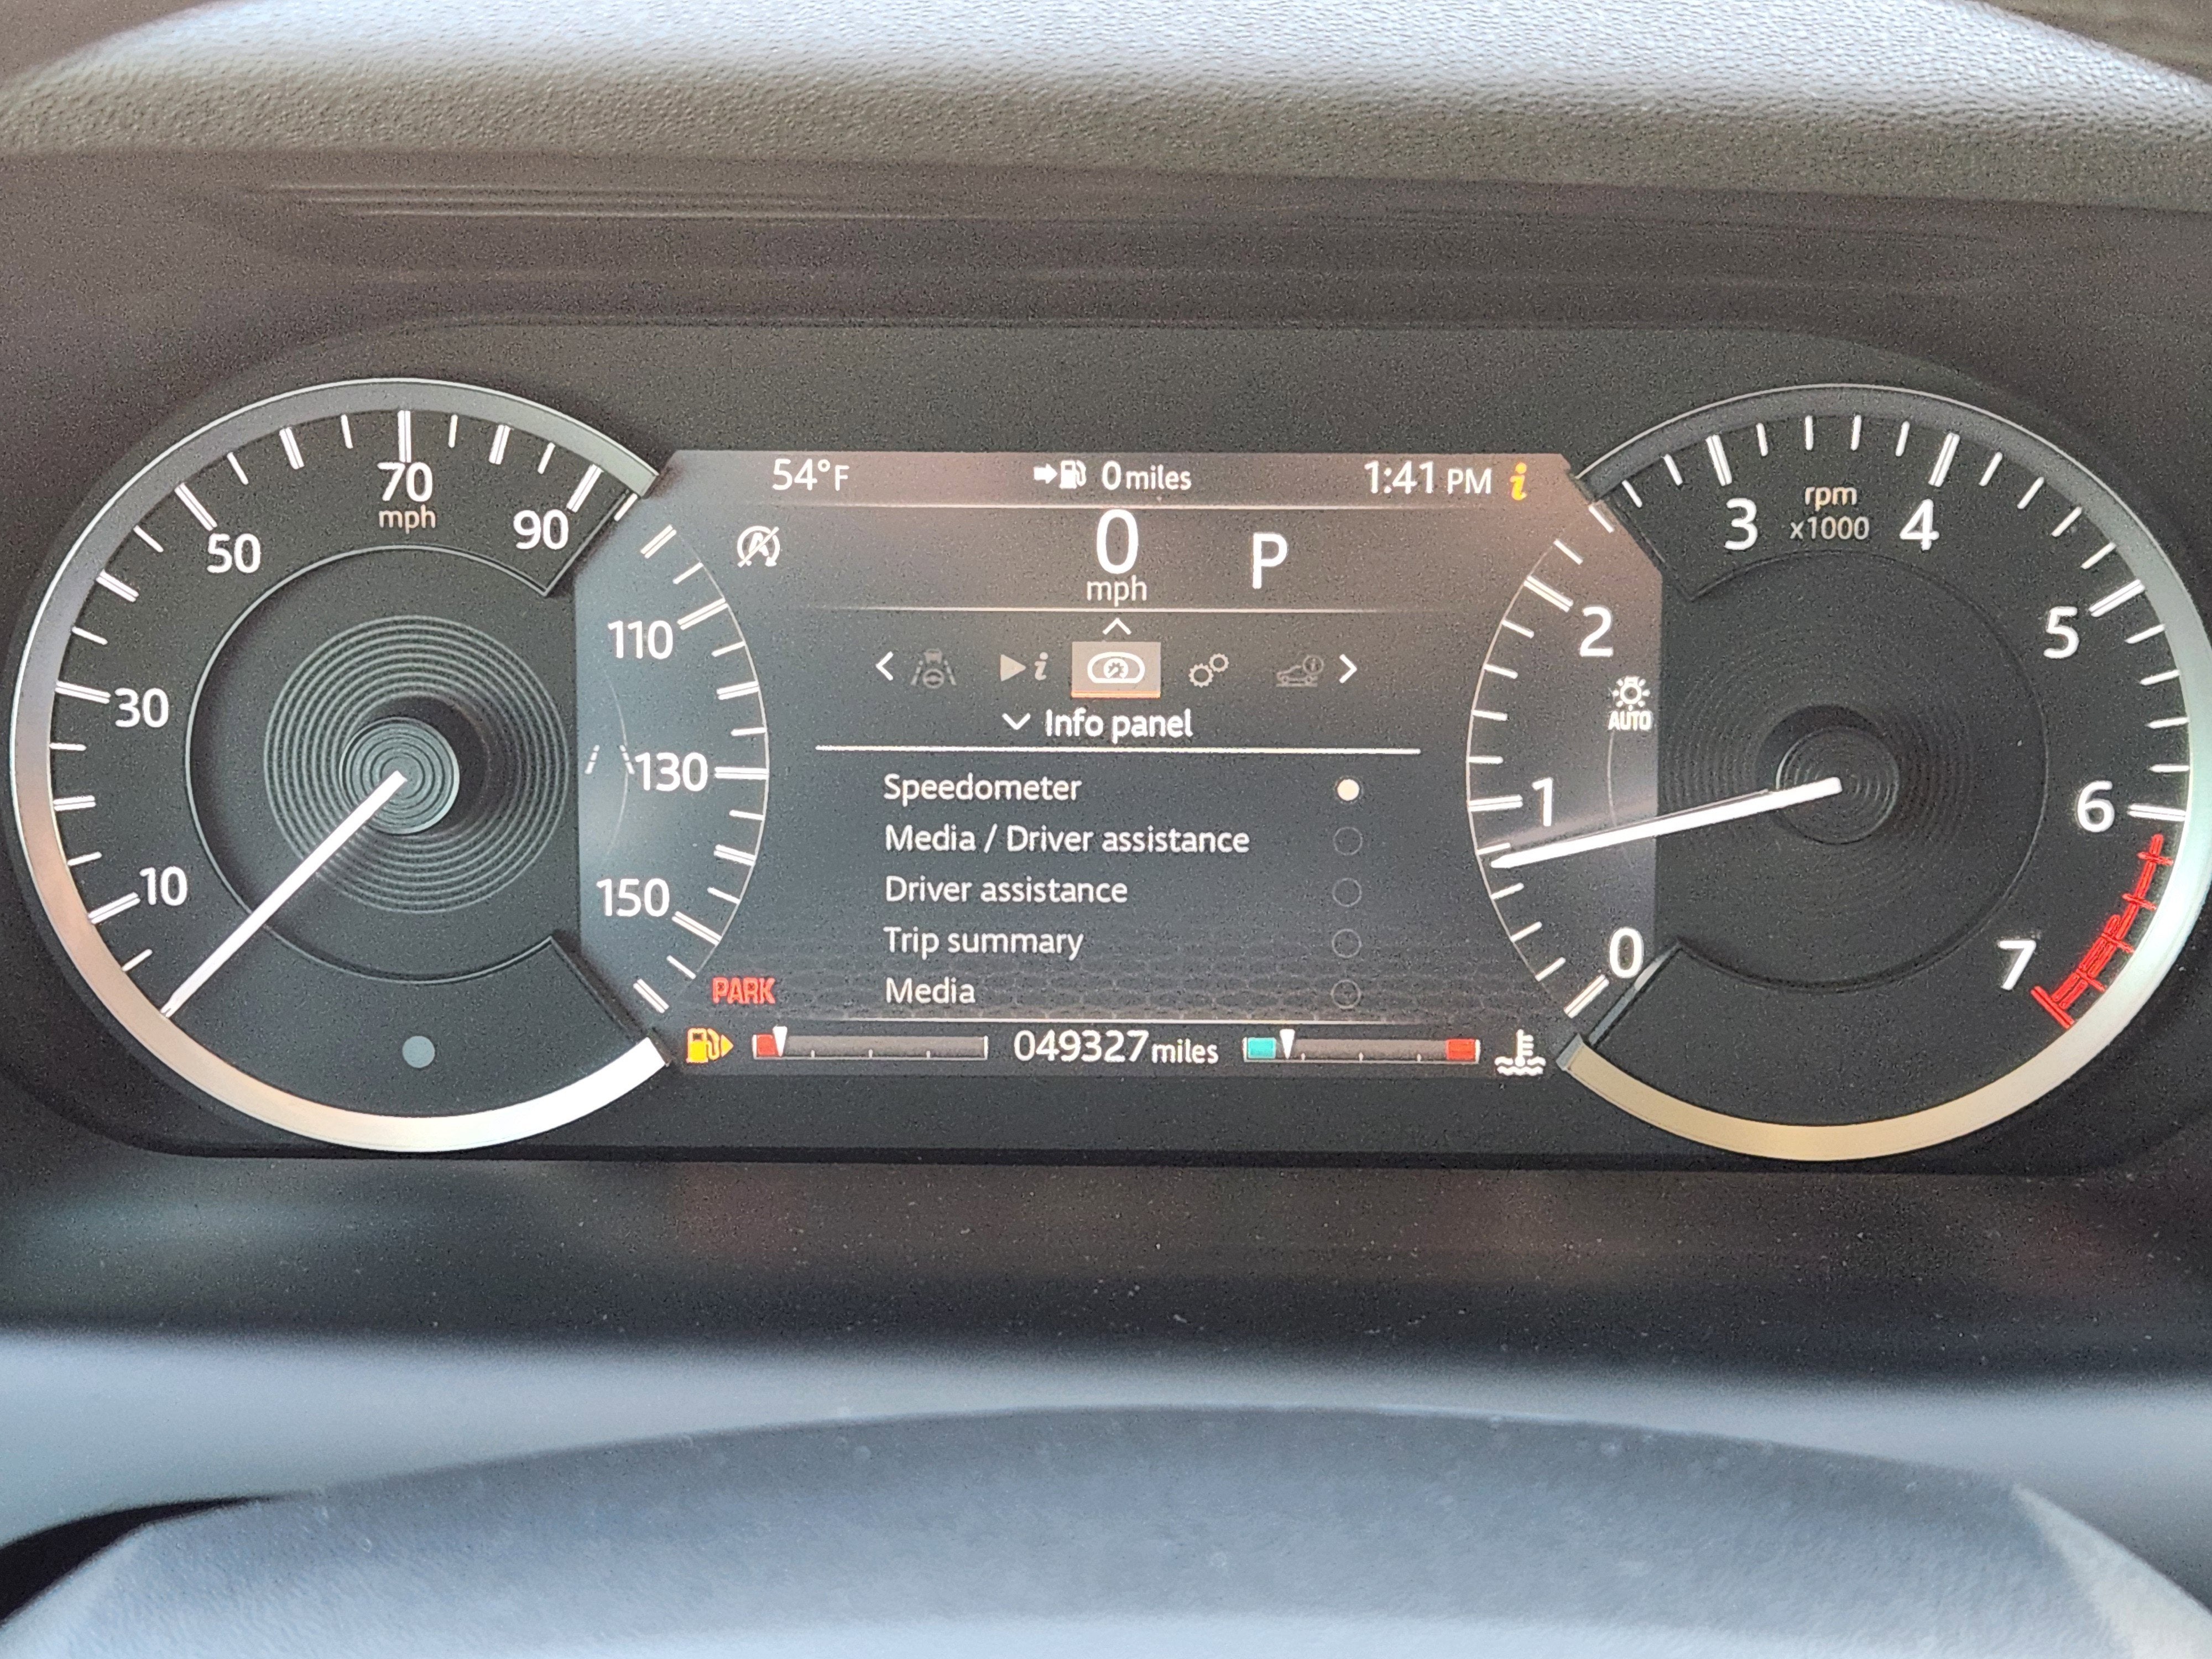 54°F
0 miles
1:41 PM i
0
mph
P
i
Info panel
Speedometer
Media / Driver assistance
Driver assistance
Trip summary
Media
PARK
049327 miles
10
30
50
70
mph
90
110
130
150
0
1
2
3
rpm
x1000
4
5
6
7
AUTO
A